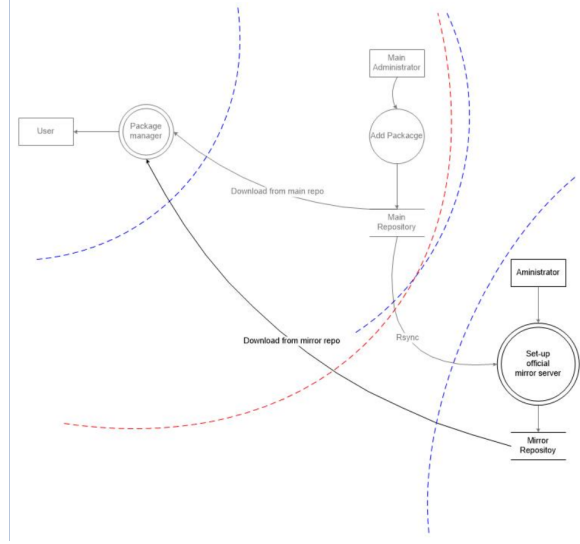 Main
Administrator
User
Package
manager
Add Packacge
Download from main repo
Main
Repository
Aministrator
Download from mirror repo
Rsync
Set-up
official
mirror server
Mirror
Repositoy